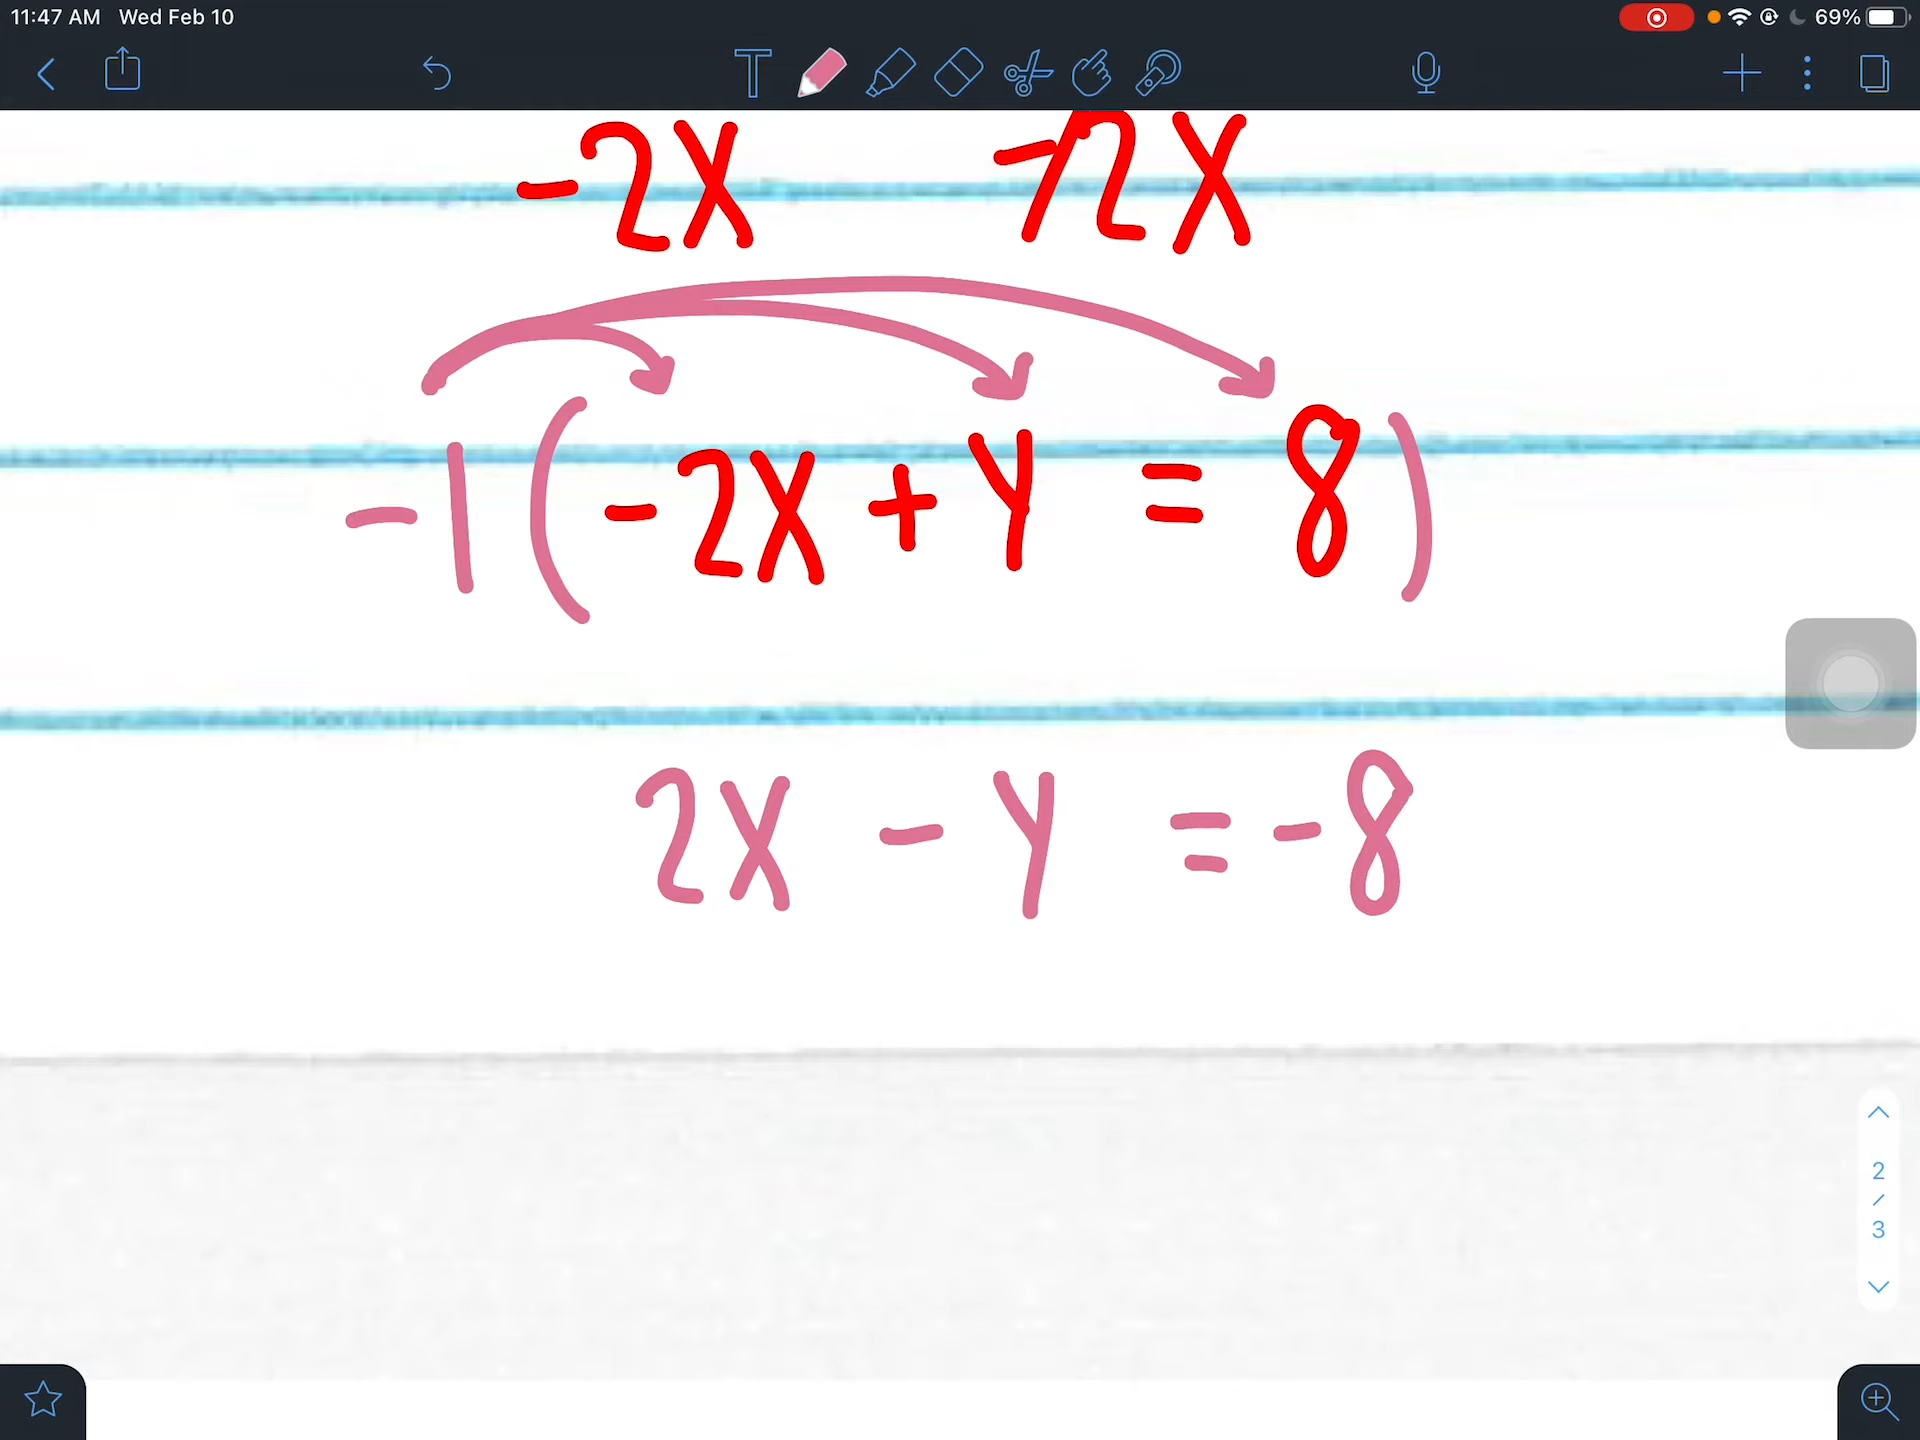 11:47 AM Wed Feb 10 69%
T
-2X -2X
-1(-2X + Y = 8)
2X - Y = -8
2
/
3